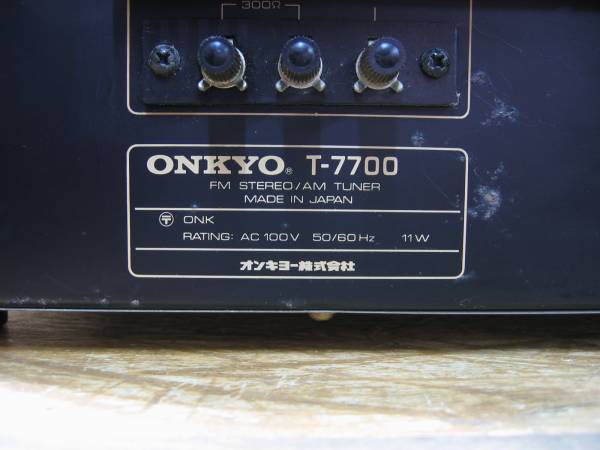 300Ω
ONKYO® T-7700
FM STEREO/AM TUNER
MADE IN JAPAN
〶 ONK
RATING: AC 100V 50/60Hz 11W
オンキヨー株式会社